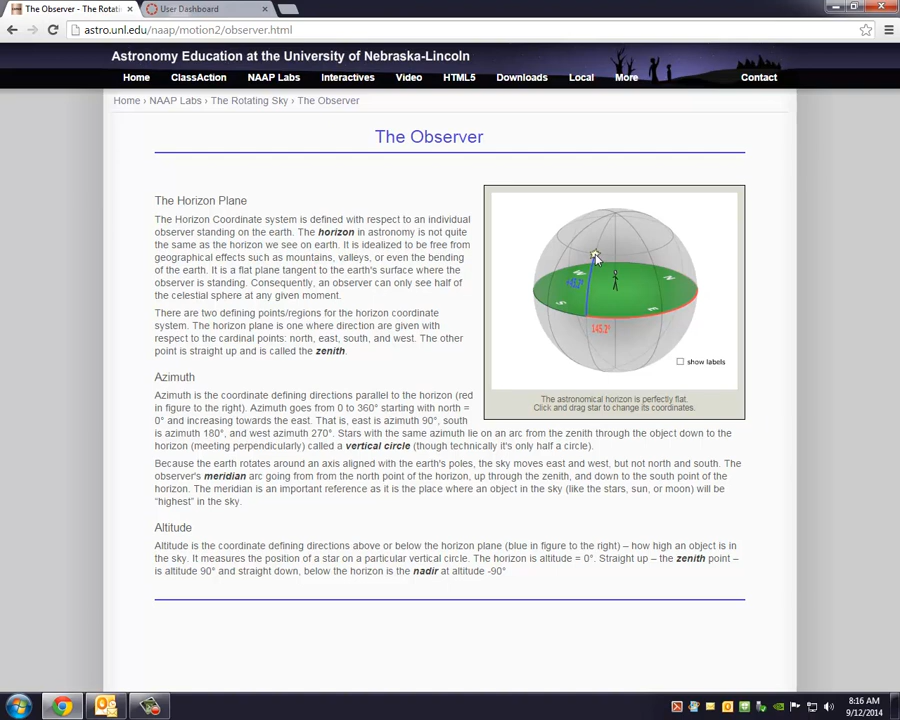 The Observer - The Rotati
User Dashboard
astro.unl.edu/naap/motion2/observer.html
Astronomy Education at the University of Nebraska-Lincoln
Home ClassAction NAAP Labs Interactives Video HTML5 Downloads Local More Contact
Home › NAAP Labs › The Rotating Sky › The Observer
The Observer
The Horizon Plane
The Horizon Coordinate system is defined with respect to an individual
observer standing on the earth. The horizon in astronomy is not quite
the same as the horizon we see on earth. It is idealized to be free from
geographical effects such as mountains, valleys, or even the bending
of the earth. It is a flat plane tangent to the earth's surface where the
observer is standing. Consequently, an observer can only see half of
the celestial sphere at any given moment.
There are two defining points/regions for the horizon coordinate
system. The horizon plane is one where direction are given with
respect to the cardinal points: north, east, south, and west. The other
point is straight up and is called the zenith.
W
N
S
E
145.2°
show labels
The astronomical horizon is perfectly flat.
Click and drag star to change its coordinates.
Azimuth
Azimuth is the coordinate defining directions parallel to the horizon (red
in figure to the right). Azimuth goes from 0 to 360° starting with north =
0° and increasing towards the east. That is, east is azimuth 90°, south
is azimuth 180°, and west azimuth 270°. Stars with the same azimuth lie on an arc from the zenith through the object down to the
horizon (meeting perpendicularly) called a vertical circle (though technically it's only half a circle).
Because the earth rotates around an axis aligned with the earth's poles, the sky moves east and west, but not north and south. The
observer's meridian arc going from from the north point of the horizon, up through the zenith, and down to the south point of the
horizon. The meridian is an important reference as it is the place where an object in the sky (like the stars, sun, or moon) will be
“highest” in the sky.
Altitude
Altitude is the coordinate defining directions above or below the horizon plane (blue in figure to the right) – how high an object is in
the sky. It measures the position of a star on a particular vertical circle. The horizon is altitude = 0°. Straight up – the zenith point –
is altitude 90° and straight down, below the horizon is the nadir at altitude -90°
8:16 AM
9/12/2014